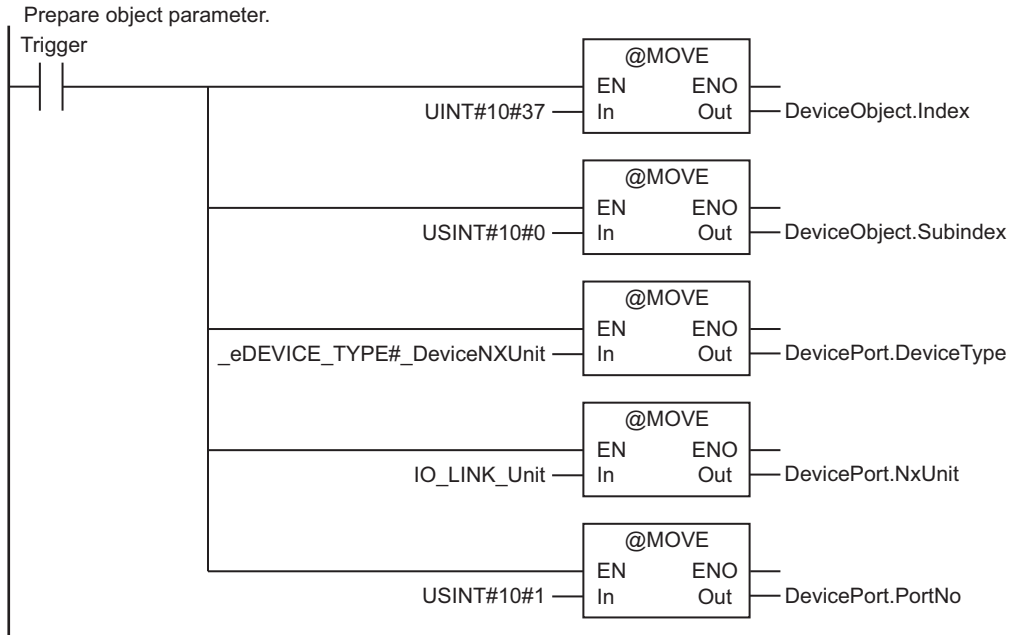 Prepare object parameter.
Trigger
@MOVE
EN ENO
UINT#10#37 In Out DeviceObject.Index
@MOVE
EN ENO
USINT#10#0 In Out DeviceObject.Subindex
@MOVE
EN ENO
_eDEVICE_TYPE#_DeviceNXUnit In Out DevicePort.DeviceType
@MOVE
EN ENO
IO_LINK_Unit In Out DevicePort.NxUnit
@MOVE
EN ENO
USINT#10#1 In Out DevicePort.PortNo